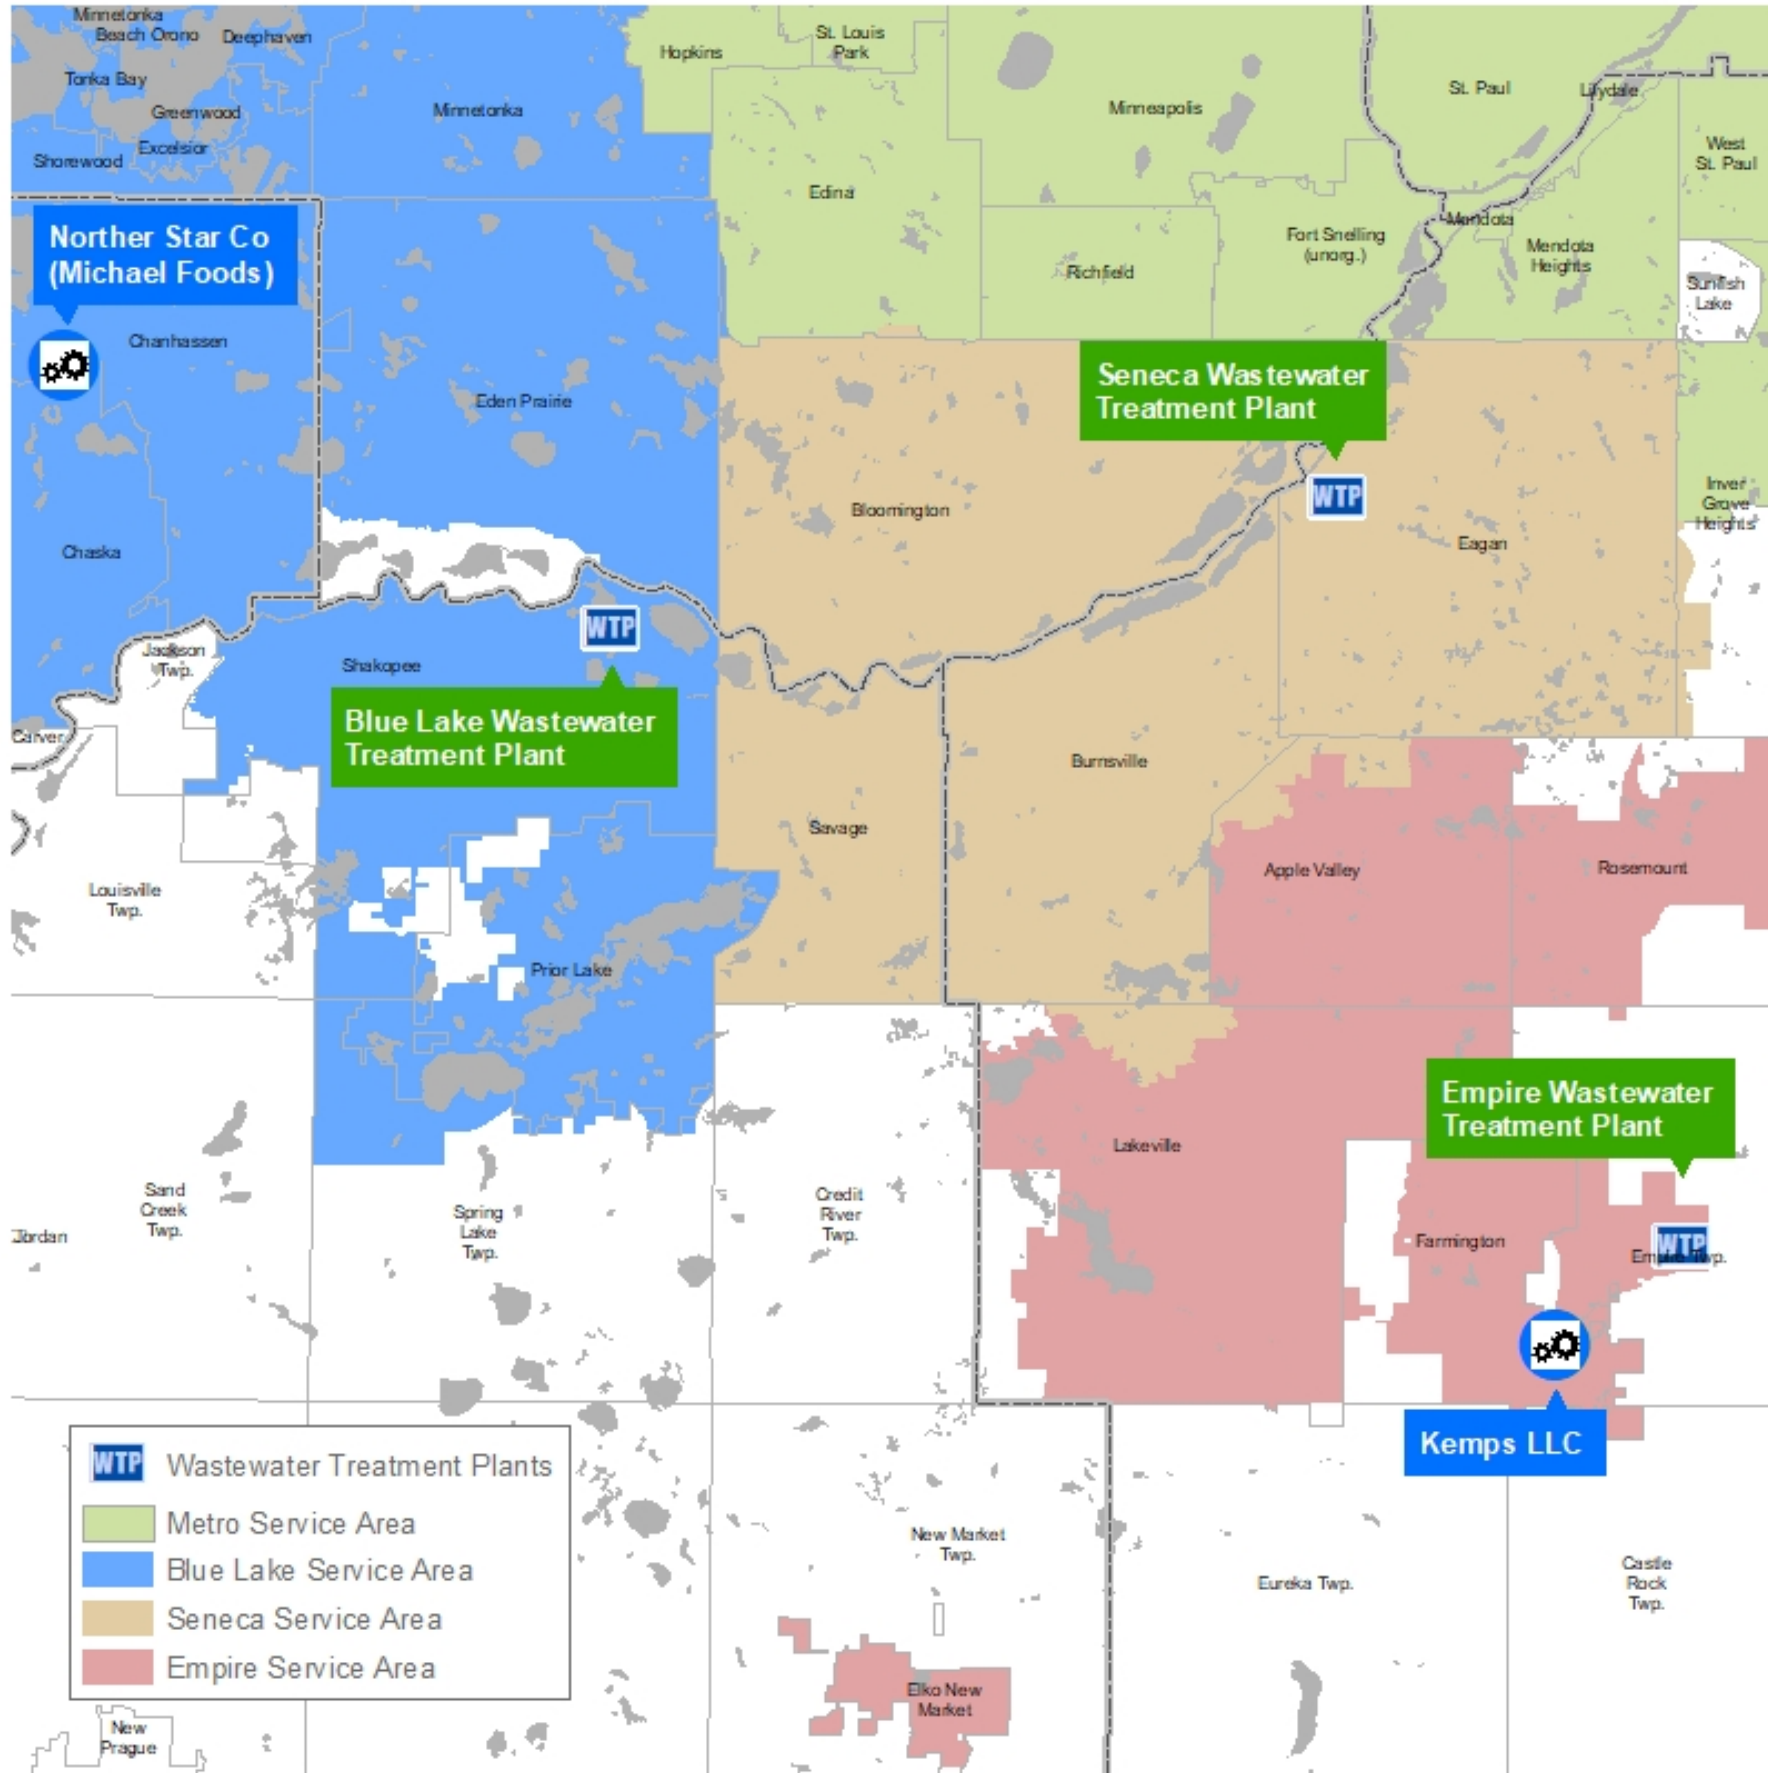 Minnetonka
Beach Orono
Deephaven
Tonka Bay
Greenwood
Minnetonka
Excelsior
Shorewood
Hopkins
St. Louis
Park
Minneapolis
St. Paul
Lilydale
West
St. Paul
Edina
Richfield
Fort Snelling
(unorg.)
Mendota
Mendota
Heights
Sunfish
Lake
Norther Star Co
(Michael Foods)
Chanhassen
Eden Prairie
Chaska
Seneca Wastewater
Treatment Plant
WTP
Bloomington
Eagan
Inver
Grove
Heights
Jackson
Twp.
Shakopee
WTP
Blue Lake Wastewater
Treatment Plant
Carver
Burnsville
Savage
Apple Valley
Rosemount
Louisville
Twp.
Prior Lake
Lakeville
Empire Wastewater
Treatment Plant
Sand
Creek
Twp.
Jordan
Spring
Lake
Twp.
Credit
River
Twp.
Farmington
WTP
Empire Twp.
Kemps LLC
WTP Wastewater Treatment Plants
Metro Service Area
Blue Lake Service Area
Seneca Service Area
Empire Service Area
New Market
Twp.
Eureka Twp.
Castle
Rock
Twp.
Elko New
Market
New
Prague